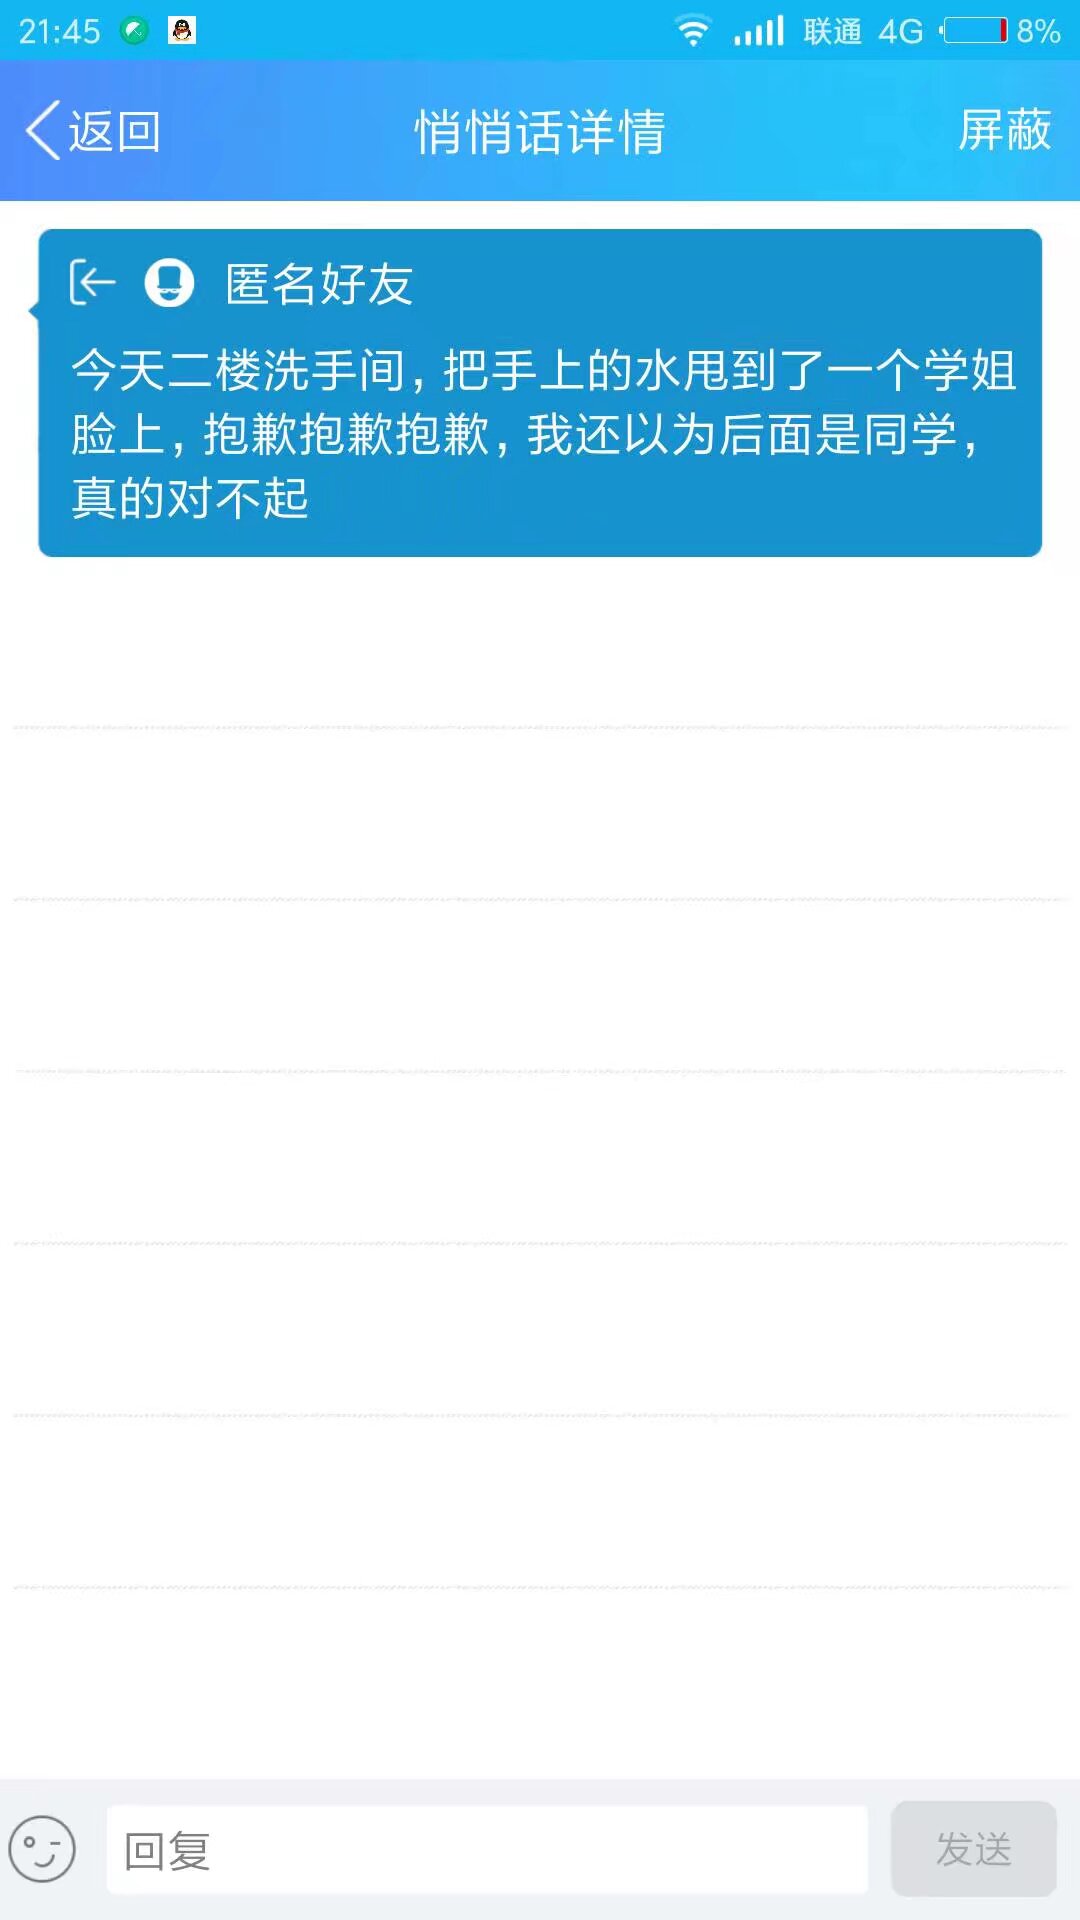 21:45 联通 4G 8%
返回 悄悄话详情 屏蔽
匿名好友
今天二楼洗手间，把手上的水甩到了一个学姐
脸上，抱歉抱歉抱歉，我还以为后面是同学，
真的对不起
回复 发送